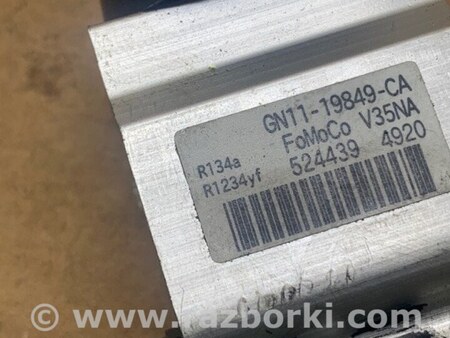 GN11-19849-CA
FoMoCo V35NA
R134a
R1234yf
524439 4920
© www.razborki.com